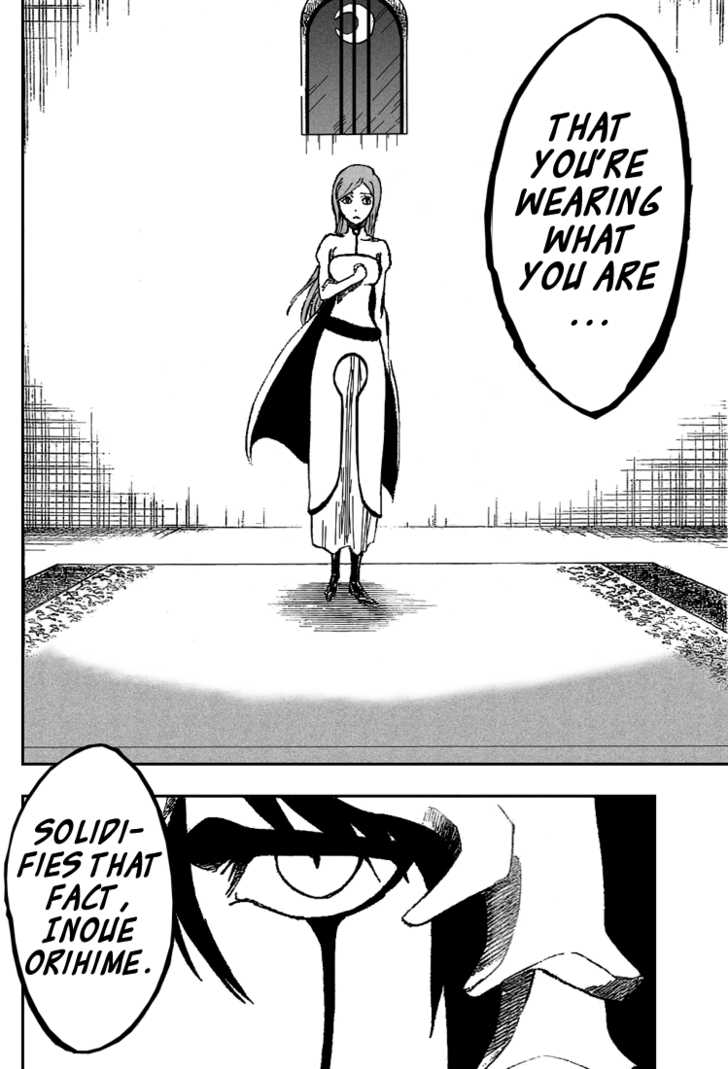 THAT
YOU'RE
WEARING
WHAT
YOU ARE
...
SOLIDI-
FIES THAT
FACT,
INOUE
ORIHIME.